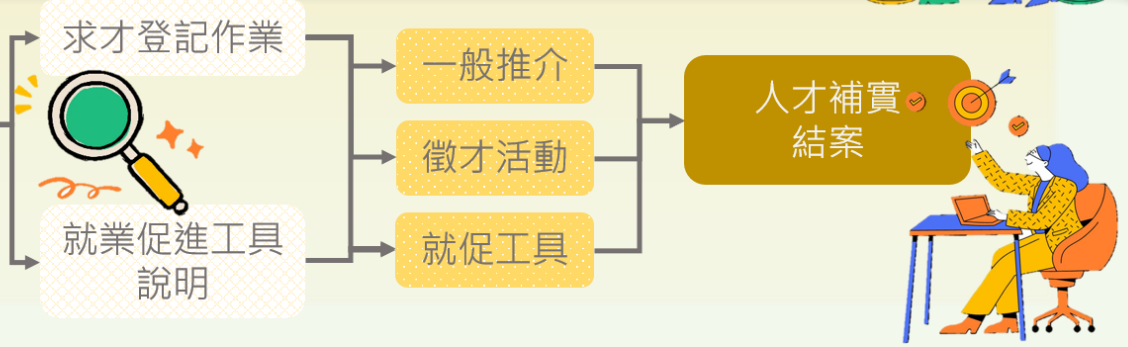 求才登記作業
就業促進工具
說明
一般推介
徵才活動
就促工具
人才補實
結案